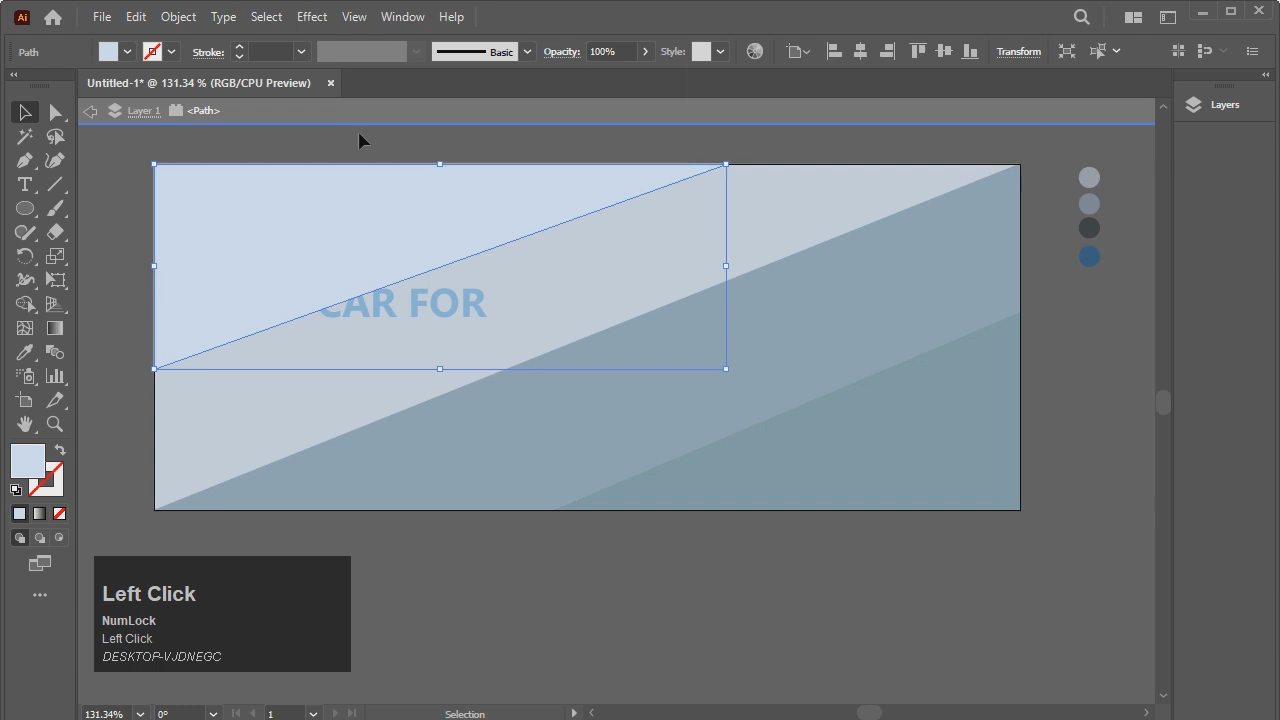 Ai File Edit Object Type Select Effect View Window Help
Path Stroke: Basic Opacity: 100% Style: Transform
Untitled-1* @ 131.34 % (RGB/CPU Preview) ×
Layer 1 <Path>
Layers
CAR FOR
Left Click
NumLock
Left Click
DESKTOP-VJDNEGC
131.34% 0° 1 Selection